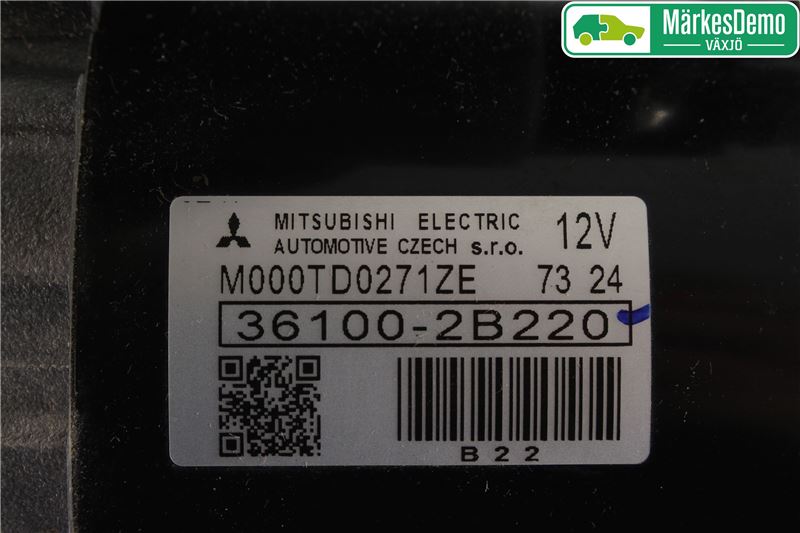 MärkesDemo
VÄXJÖ
MITSUBISHI ELECTRIC 12V
AUTOMOTIVE CZECH s.r.o.
M000TD0271ZE 73 24
36100-2B220
B22